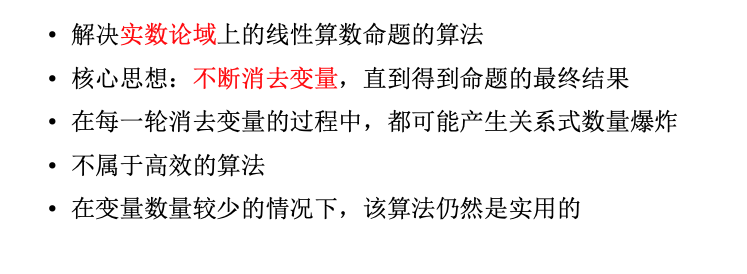 • 解决实数论域上的线性算数命题的算法
• 核心思想：不断消去变量，直到得到命题的最终结果
• 在每一轮消去变量的过程中，都可能产生关系式数量爆炸
• 不属于高效的算法
• 在变量数量较少的情况下，该算法仍然是实用的